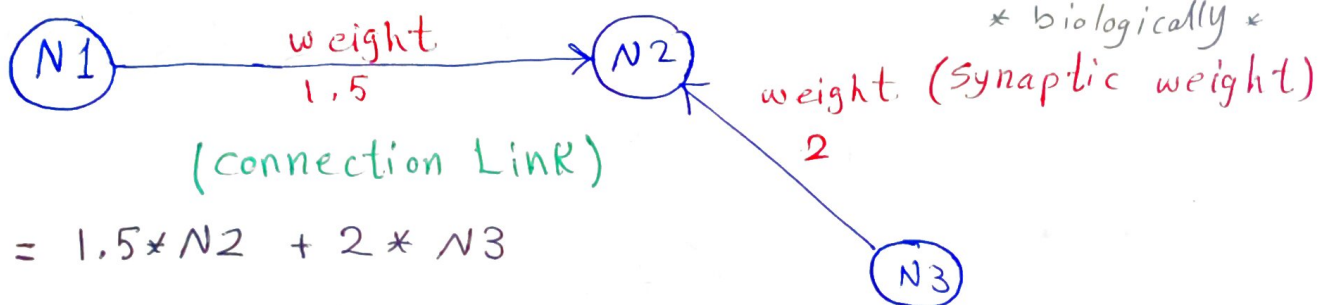 * biologically *
N1
weight
1,5
N2
weight. (Synaptic weight)
2
(connection Link)
= 1.5* N2 + 2 * N3
N3